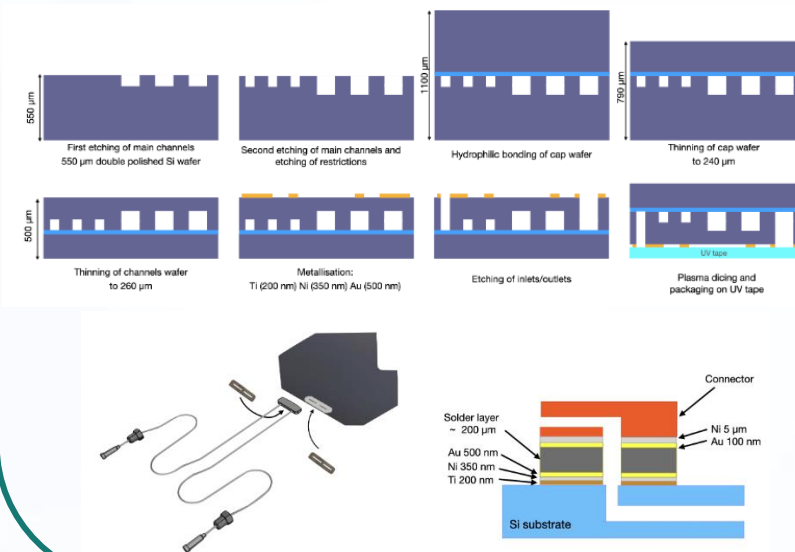 550 µm
First etching of main channels
550 µm double polished Si wafer
Second etching of main channels and
etching of restrictions
1100 µm
Hydrophilic bonding of cap wafer
790 µm
Thinning of cap wafer
to 240 µm
500 µm
Thinning of channels wafer
to 260 µm
Metallisation:
Ti (200 nm) Ni (350 nm) Au (500 nm)
Etching of inlets/outlets
UV tape
Plasma dicing and
packaging on UV tape
Connector
Solder layer
~ 200 µm
Ni 5 µm
Au 100 nm
Au 500 nm
Ni 350 nm
Ti 200 nm
Si substrate